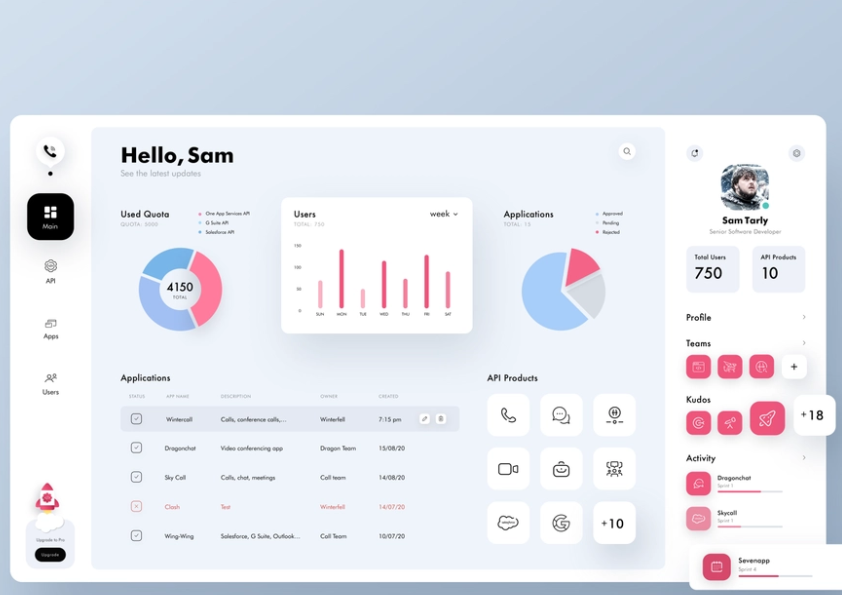 Hello, Sam
See the latest updates
Main
API
Apps
Users
Upgrade to Pro
Upgrade
Used Quota
QUOTA: 5000
One App Services API
G Suite API
Salesforce API
4150
TOTAL
Users
TOTAL: 750
week
150
100
50
0
SUN MON TUE WED THU FRI SAT
Applications
TOTAL: 15
Approved
Pending
Rejected
Applications
STATUS APP NAME DESCRIPTION OWNER CREATED
Wintercall Calls, conference calls,... Winterfell 7:15 pm
Dragonchat Video conferencing app Dragon Team 15/08/20
Sky Call Calls, chat, meetings Call team 14/08/20
Clash Test Winterfell 14/07/20
Wing-Wing Salesforce, G Suite, Outlook... Call Team 10/07/20
API Products
+10
Sam Tarly
Senior Software Developer
Total Users
750
API Products
10
Profile
Teams
+
Kudos
+18
Activity
Dragonchat
Sprint 1
Skycall
Sprint 1
Sevenapp
Sprint 4